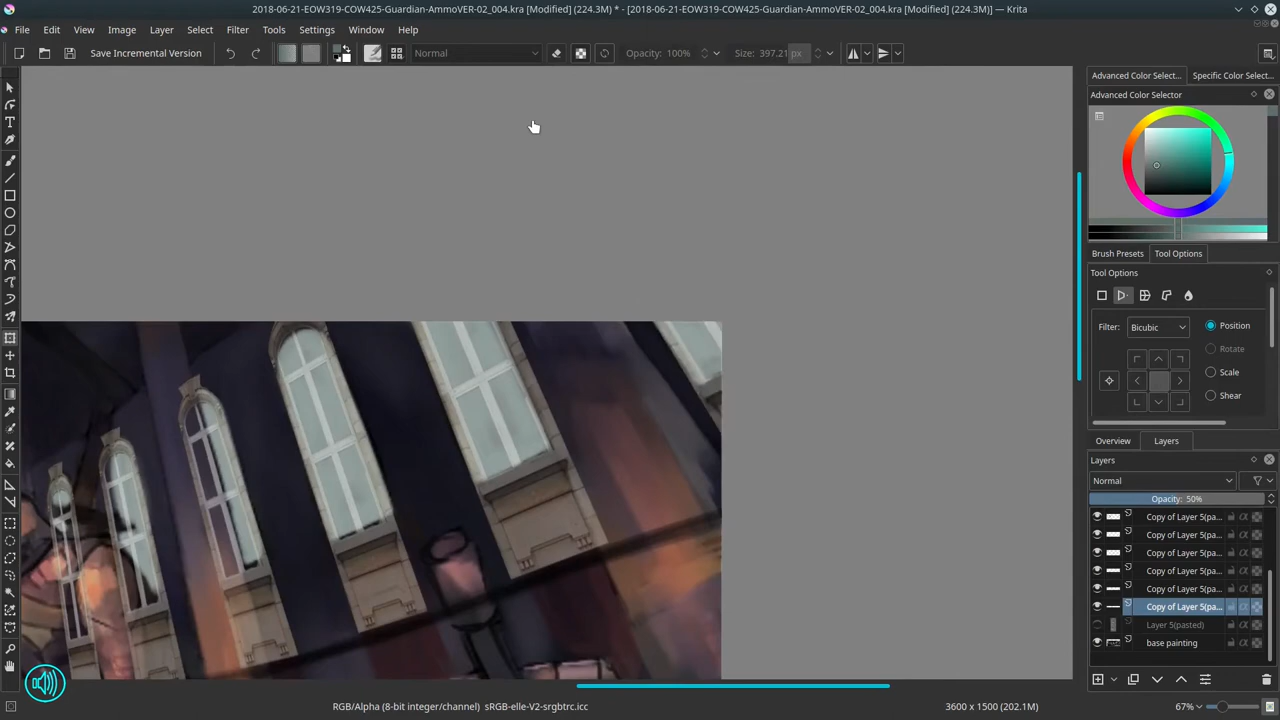 2018-06-21-EOW319-COW425-Guardian-AmmoVER-02_004.kra [Modified] (224.3M) * - [2018-06-21-EOW319-COW425-Guardian-AmmoVER-02_004.kra [Modified] (224.3M)] — Krita
File Edit View Image Layer Select Filter Tools Settings Window Help
Save Incremental Version Normal Opacity: 100% Size: 397.21 px
Advanced Color Select... Specific Color Select...
Advanced Color Selector
Brush Presets Tool Options
Tool Options
Filter: Bicubic Position
Rotate
Scale
Shear
Overview Layers
Layers
Normal
Opacity: 50%
Copy of Layer 5(pa...
Copy of Layer 5(pa...
Copy of Layer 5(pa...
Copy of Layer 5(pa...
Copy of Layer 5(pa...
Copy of Layer 5(pa...
Layer 5(pasted)
base painting
RGB/Alpha (8-bit integer/channel) sRGB-elle-V2-srgbtrc.icc 3600 x 1500 (202.1M) 67%